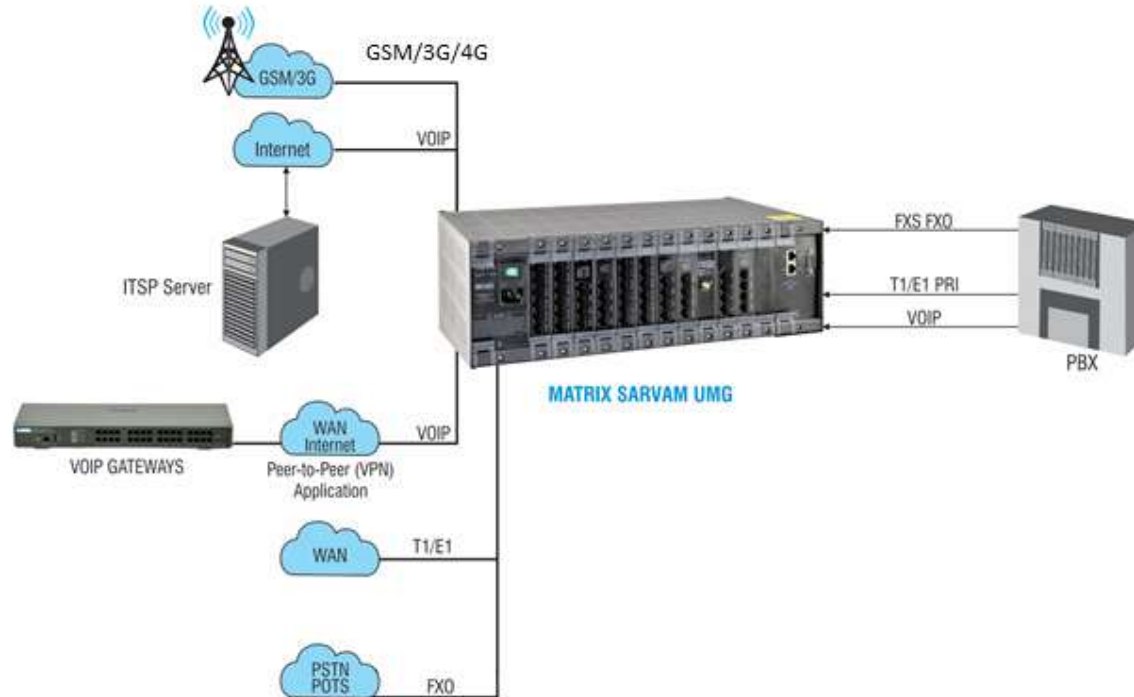 GSM/3G/4G
GSM/3G
VOIP
Internet
FXS FXO
ITSP Server
T1/E1 PRI
VOIP
PBX
MATRIX SARVAM UMG
WAN
Internet
VOIP
VOIP GATEWAYS
Peer-to-Peer (VPN)
Application
WAN
T1/E1
PSTN
POTS
FXO